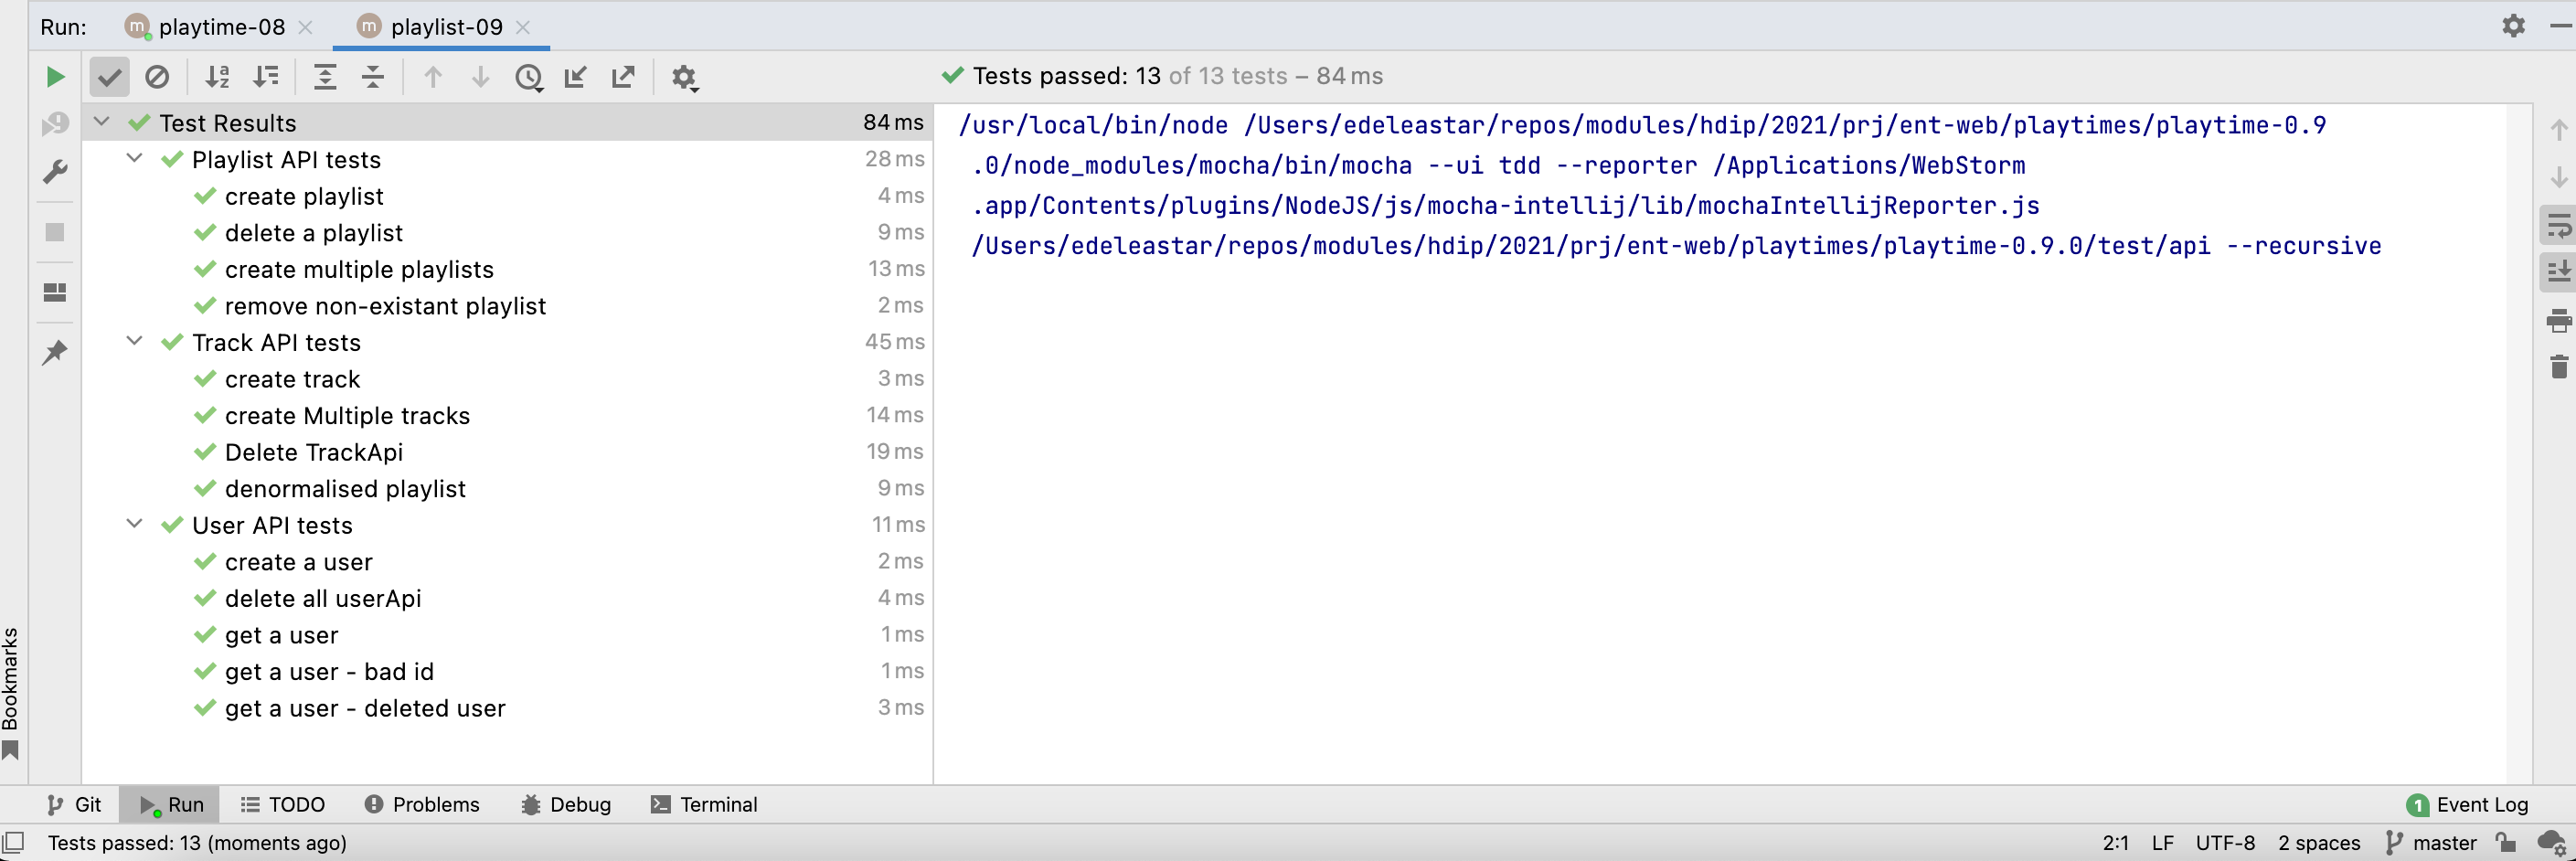 Run: playtime-08 playlist-09
Tests passed: 13 of 13 tests – 84 ms
Test Results 84 ms
Playlist API tests 28 ms
create playlist 4 ms
delete a playlist 9 ms
create multiple playlists 13 ms
remove non-existant playlist 2 ms
Track API tests 45 ms
create track 3 ms
create Multiple tracks 14 ms
Delete TrackApi 19 ms
denormalised playlist 9 ms
User API tests 11 ms
create a user 2 ms
delete all userApi 4 ms
get a user 1 ms
get a user - bad id 1 ms
get a user - deleted user 3 ms
/usr/local/bin/node /Users/edeleastar/repos/modules/hdip/2021/prj/ent-web/playtimes/playtime-0.9
.0/node_modules/mocha/bin/mocha --ui tdd --reporter /Applications/WebStorm
.app/Contents/plugins/NodeJS/js/mocha-intellij/lib/mochaIntellijReporter.js
/Users/edeleastar/repos/modules/hdip/2021/prj/ent-web/playtimes/playtime-0.9.0/test/api --recursive
Bookmarks
Git Run TODO Problems Debug Terminal 1 Event Log
Tests passed: 13 (moments ago) 2:1 LF UTF-8 2 spaces master